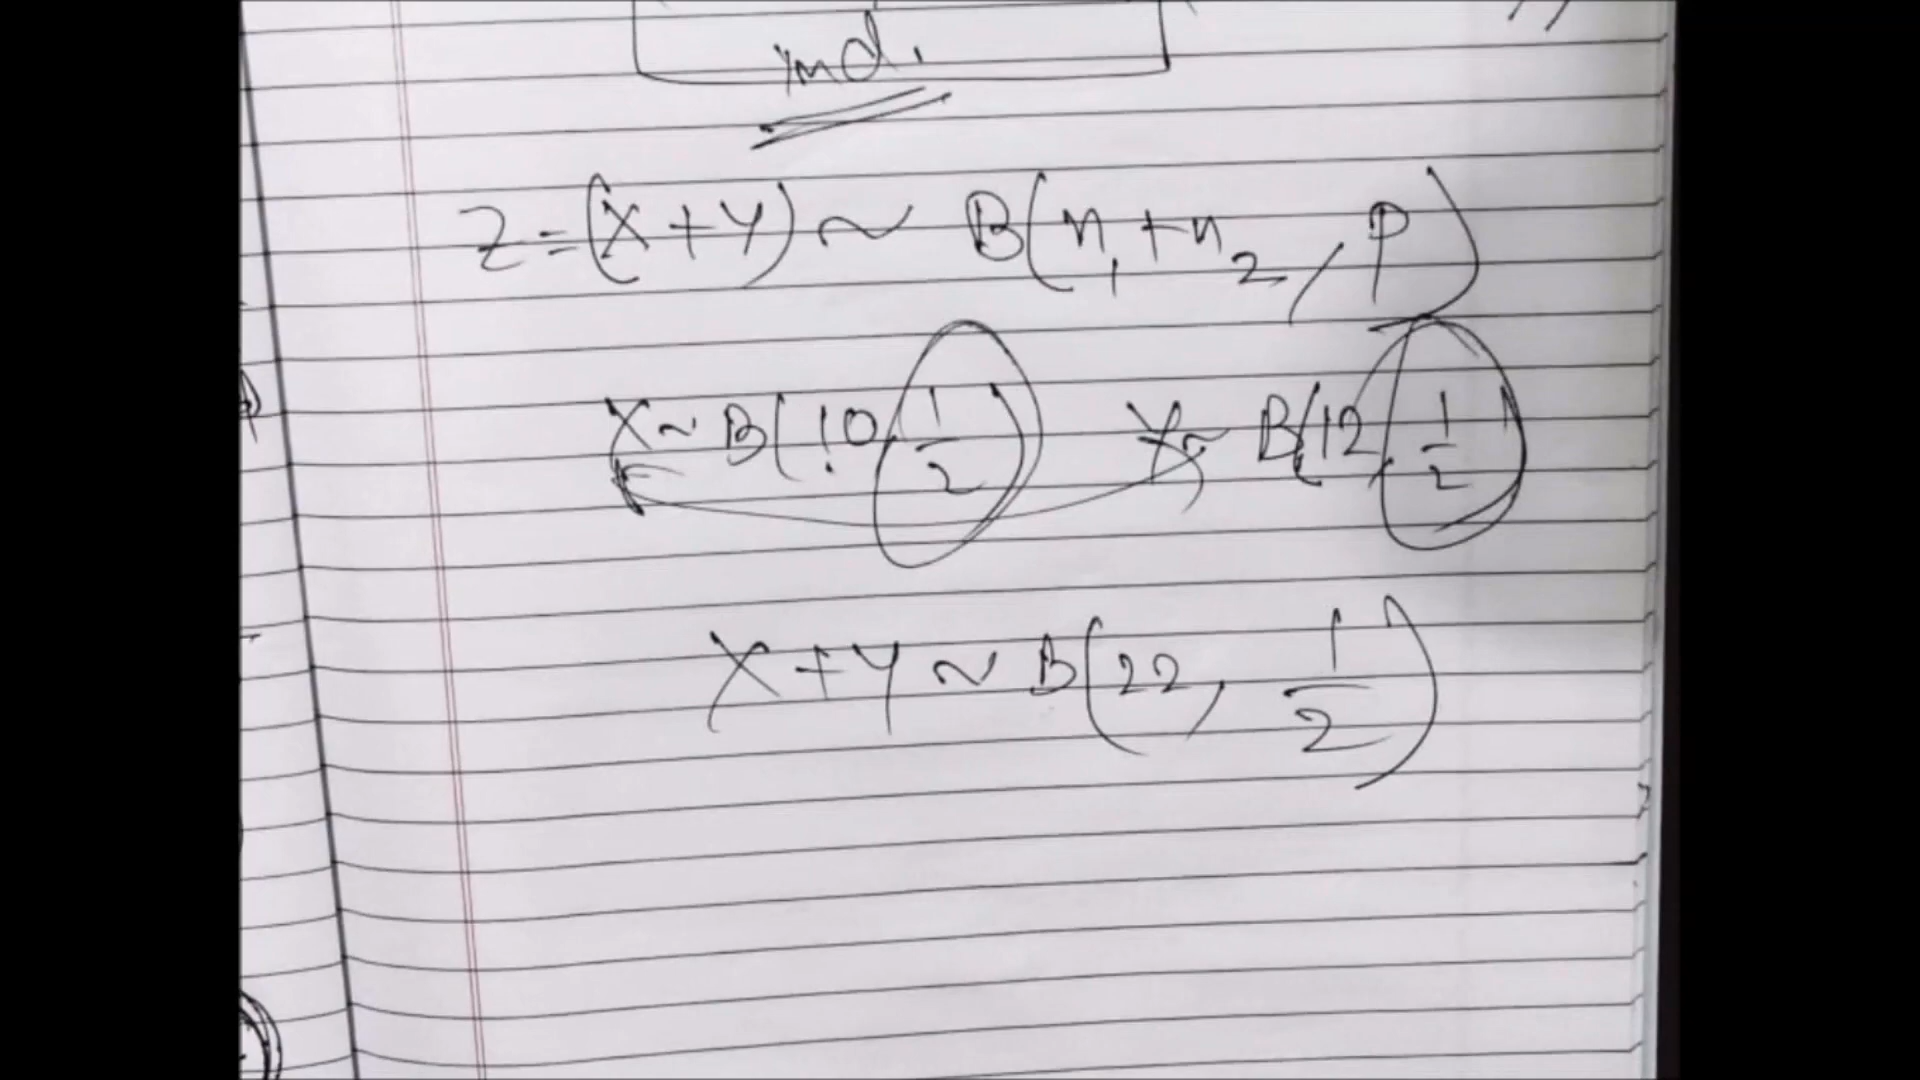 ind.
Z = (X + Y) ~ B(n₁ + n₂, P)
X ~ B(10, 1/2) Y ~ B(12, 1/2)
X + Y ~ B(22, 1/2)